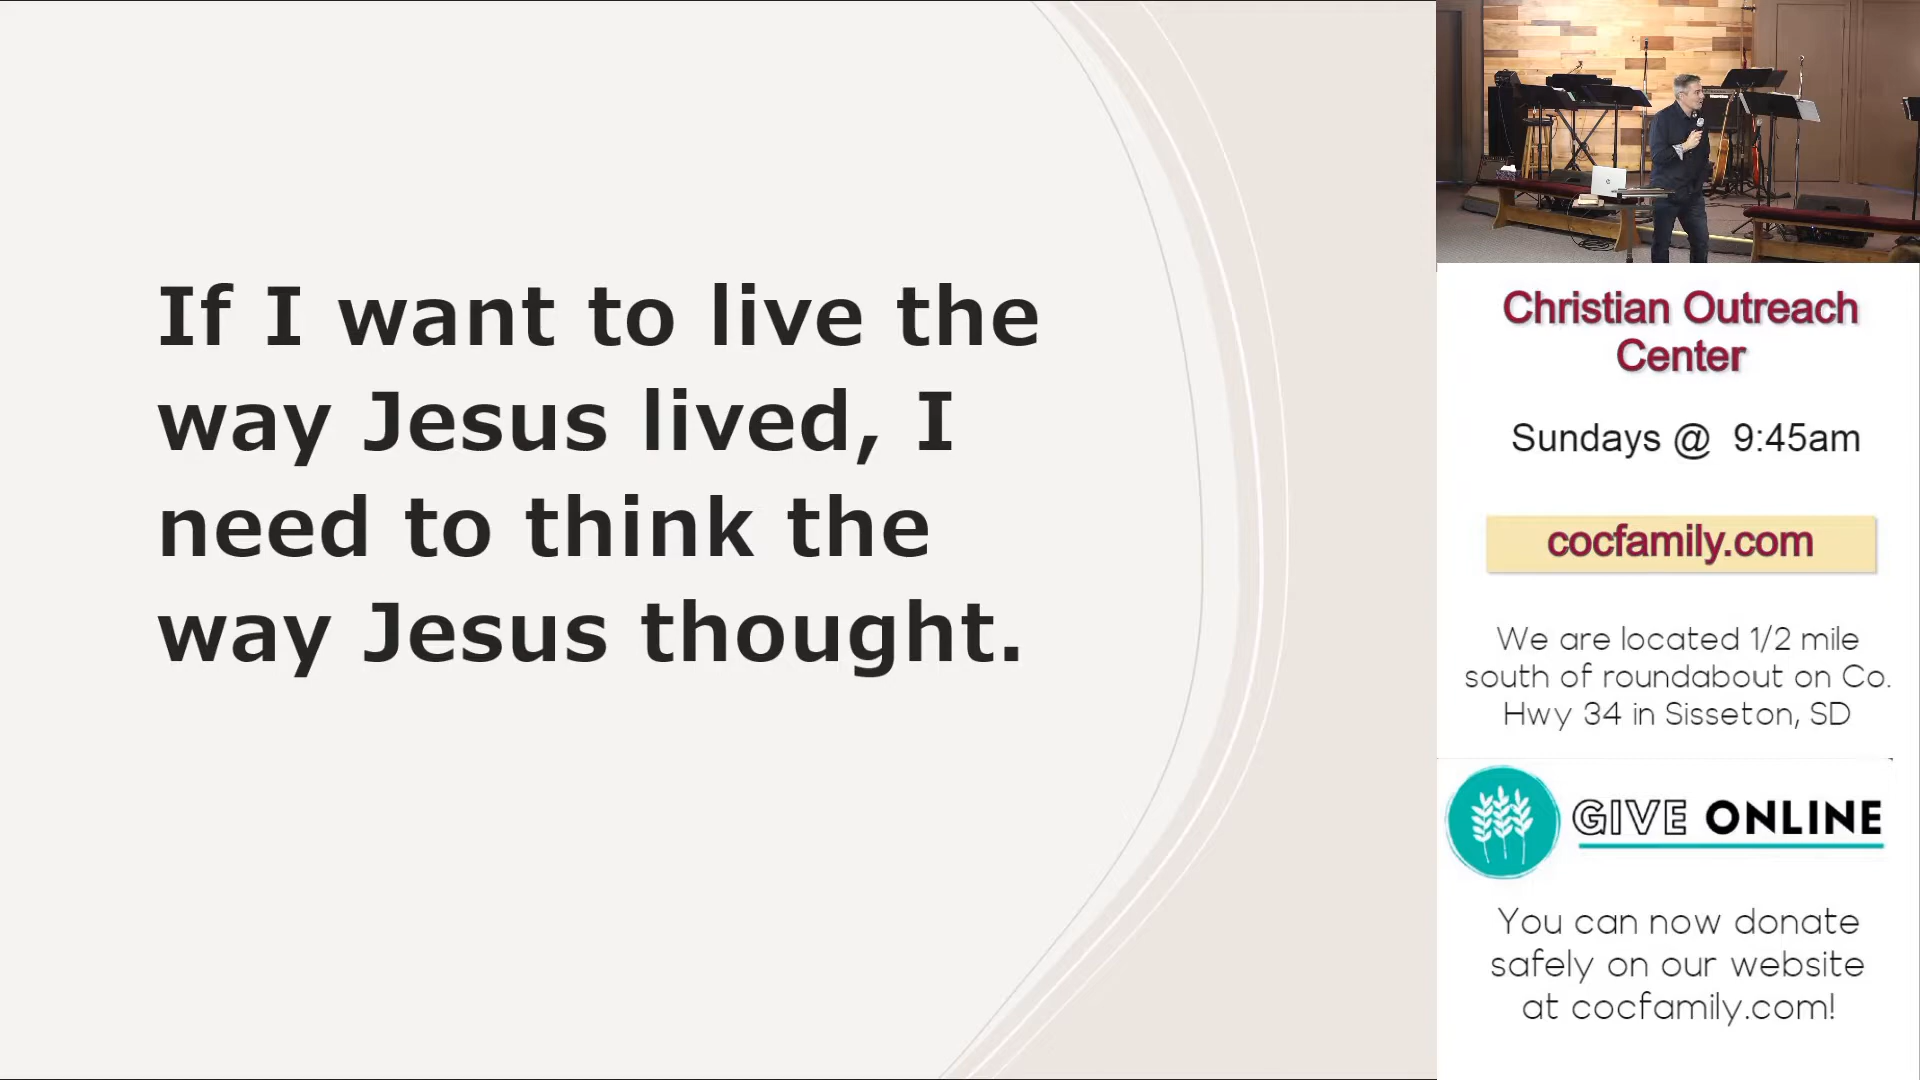 If I want to live the
way Jesus lived, I
need to think the
way Jesus thought.
Christian Outreach
Center
Sundays @ 9:45am
cocfamily.com
We are located 1/2 mile
south of roundabout on Co.
Hwy 34 in Sisseton, SD
GIVE ONLINE
You can now donate
safely on our website
at cocfamily.com!